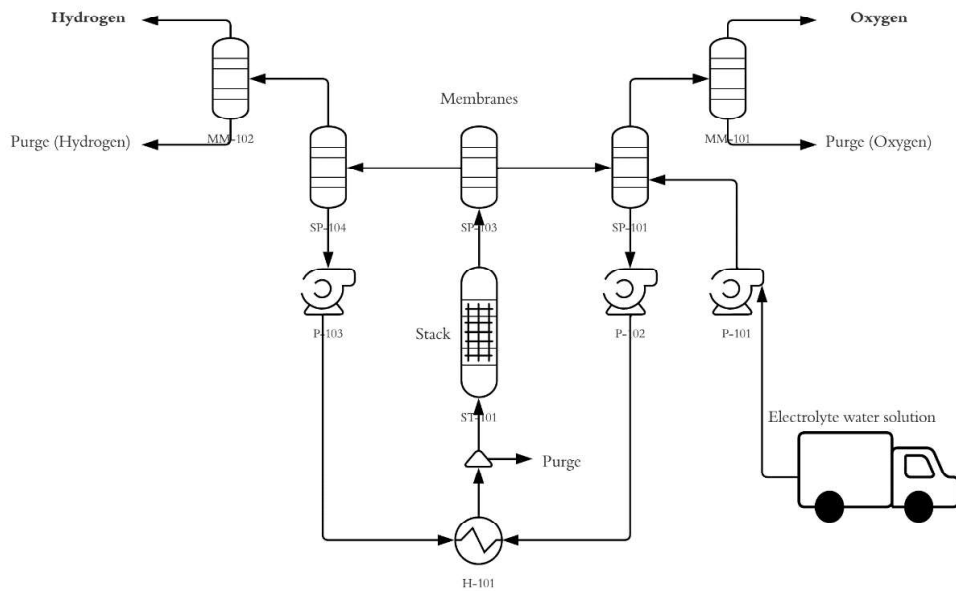 Hydrogen
Oxygen
Membranes
MM-102
MM-101
Purge (Hydrogen)
Purge (Oxygen)
SP-104
SP-103
SP-101
Stack
P-103
P-102
P-101
ST-101
Electrolyte water solution
Purge
H-101